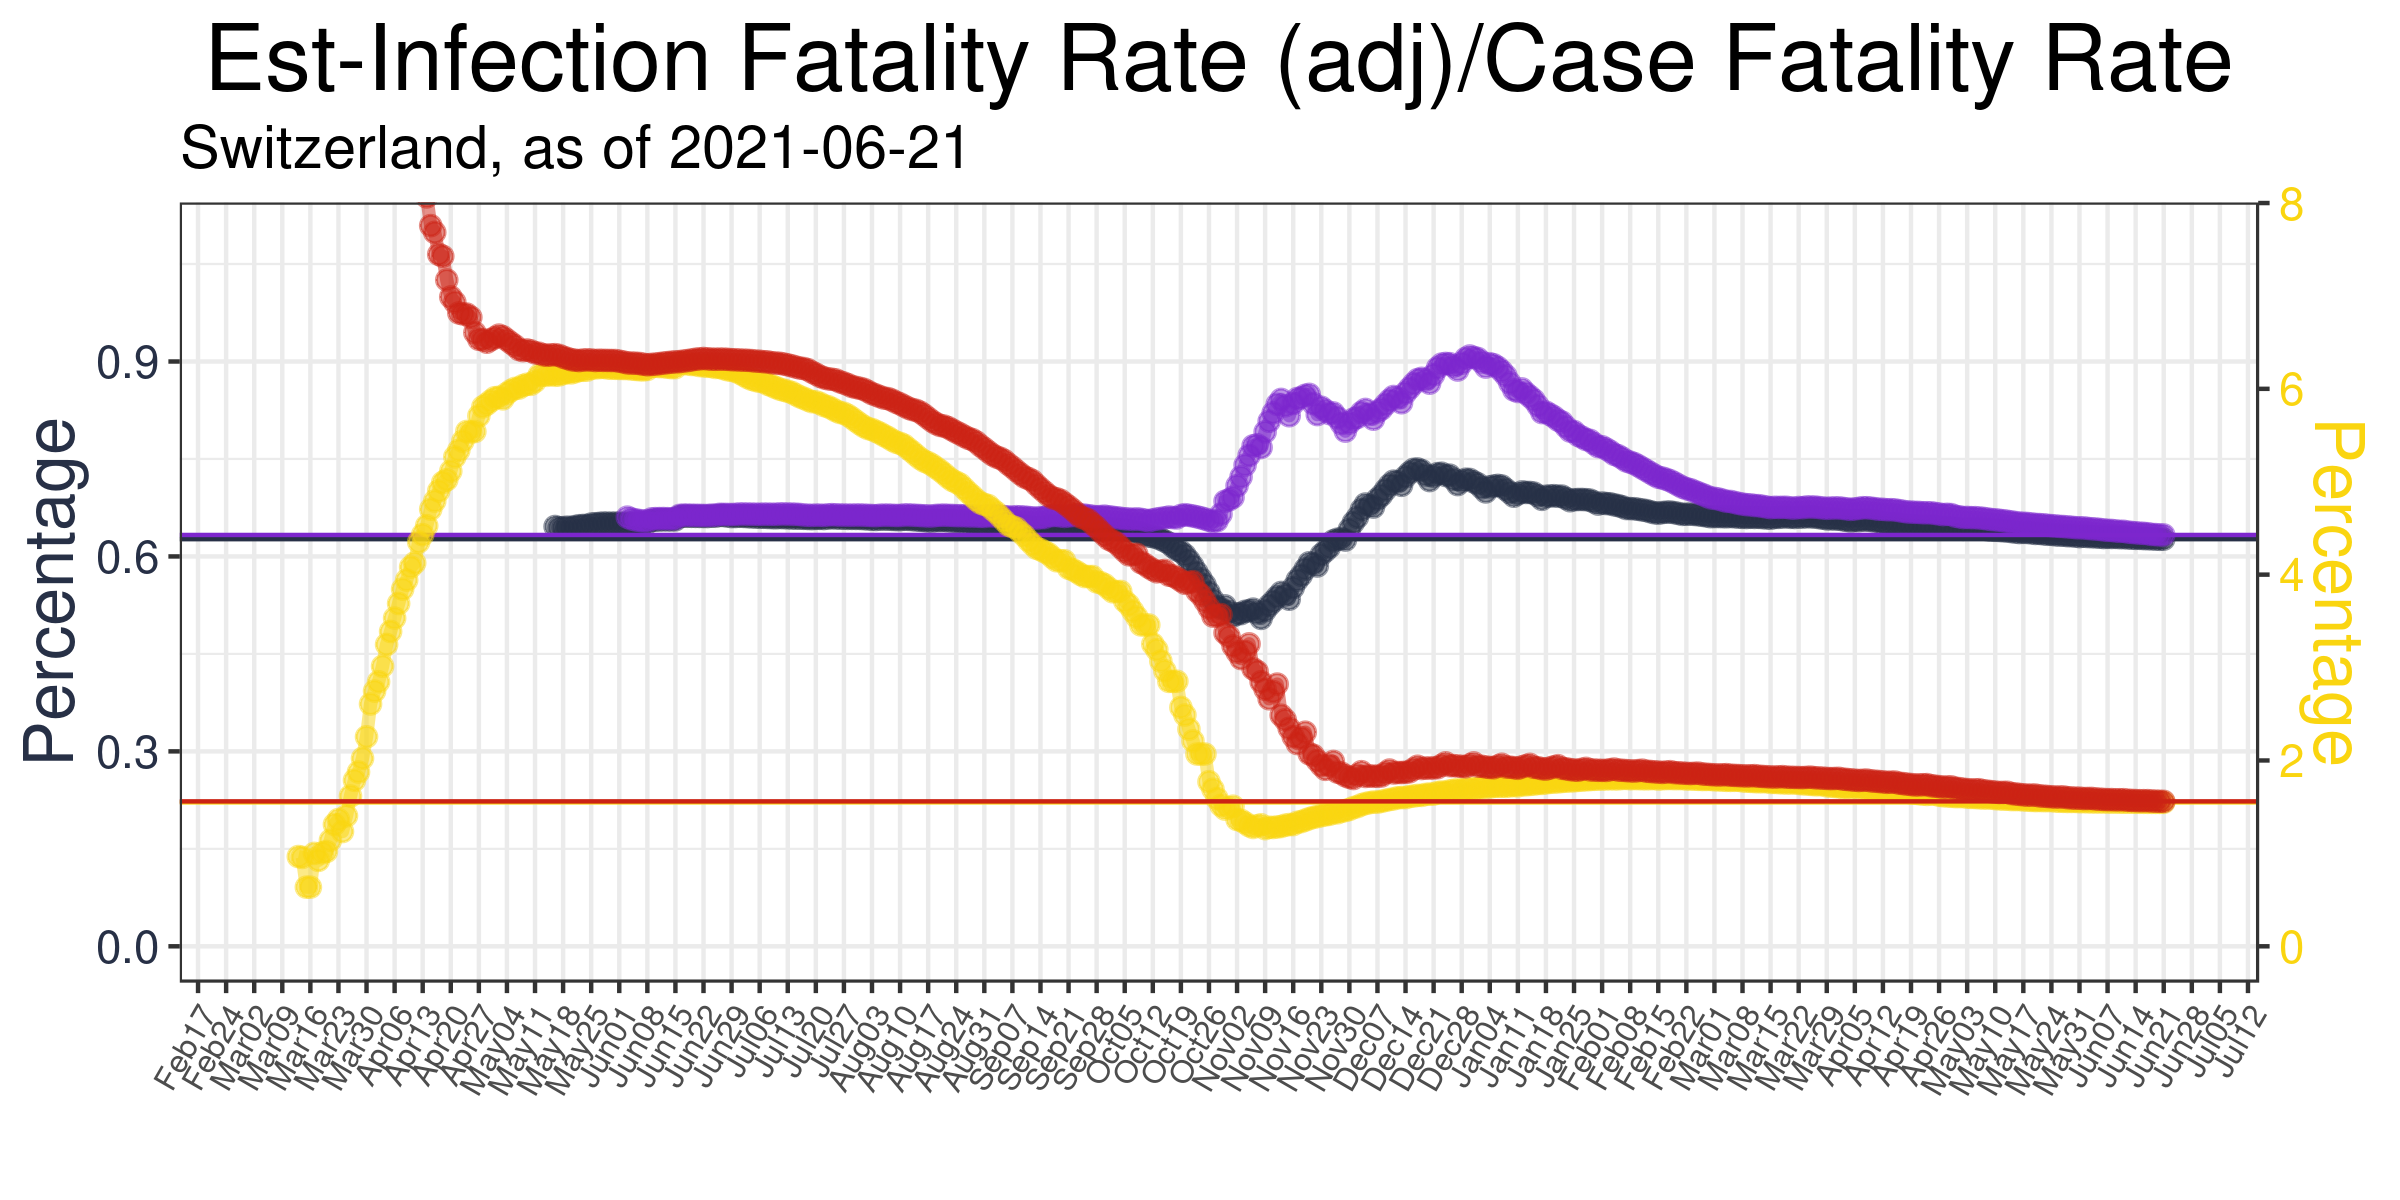 Est-Infection Fatality Rate (adj)/Case Fatality Rate
Switzerland, as of 2021-06-21
Percentage
0.9
0.6
0.3
0.0
8
6
4
2
0
Percentage
Feb17
Feb24
Mar02
Mar09
Mar16
Mar23
Mar30
Apr06
Apr13
Apr20
Apr27
May04
May11
May18
May25
Jun01
Jun08
Jun15
Jun22
Jun29
Jul06
Jul13
Jul20
Jul27
Aug03
Aug10
Aug17
Aug24
Aug31
Sep07
Sep14
Sep21
Sep28
Oct05
Oct12
Oct19
Oct26
Nov02
Nov09
Nov16
Nov23
Nov30
Dec07
Dec14
Dec21
Dec28
Jan04
Jan11
Jan18
Jan25
Feb01
Feb08
Feb15
Feb22
Mar01
Mar08
Mar15
Mar22
Mar29
Apr05
Apr12
Apr19
Apr26
May03
May10
May17
May24
May31
Jun07
Jun14
Jun21
Jun28
Jul05
Jul12